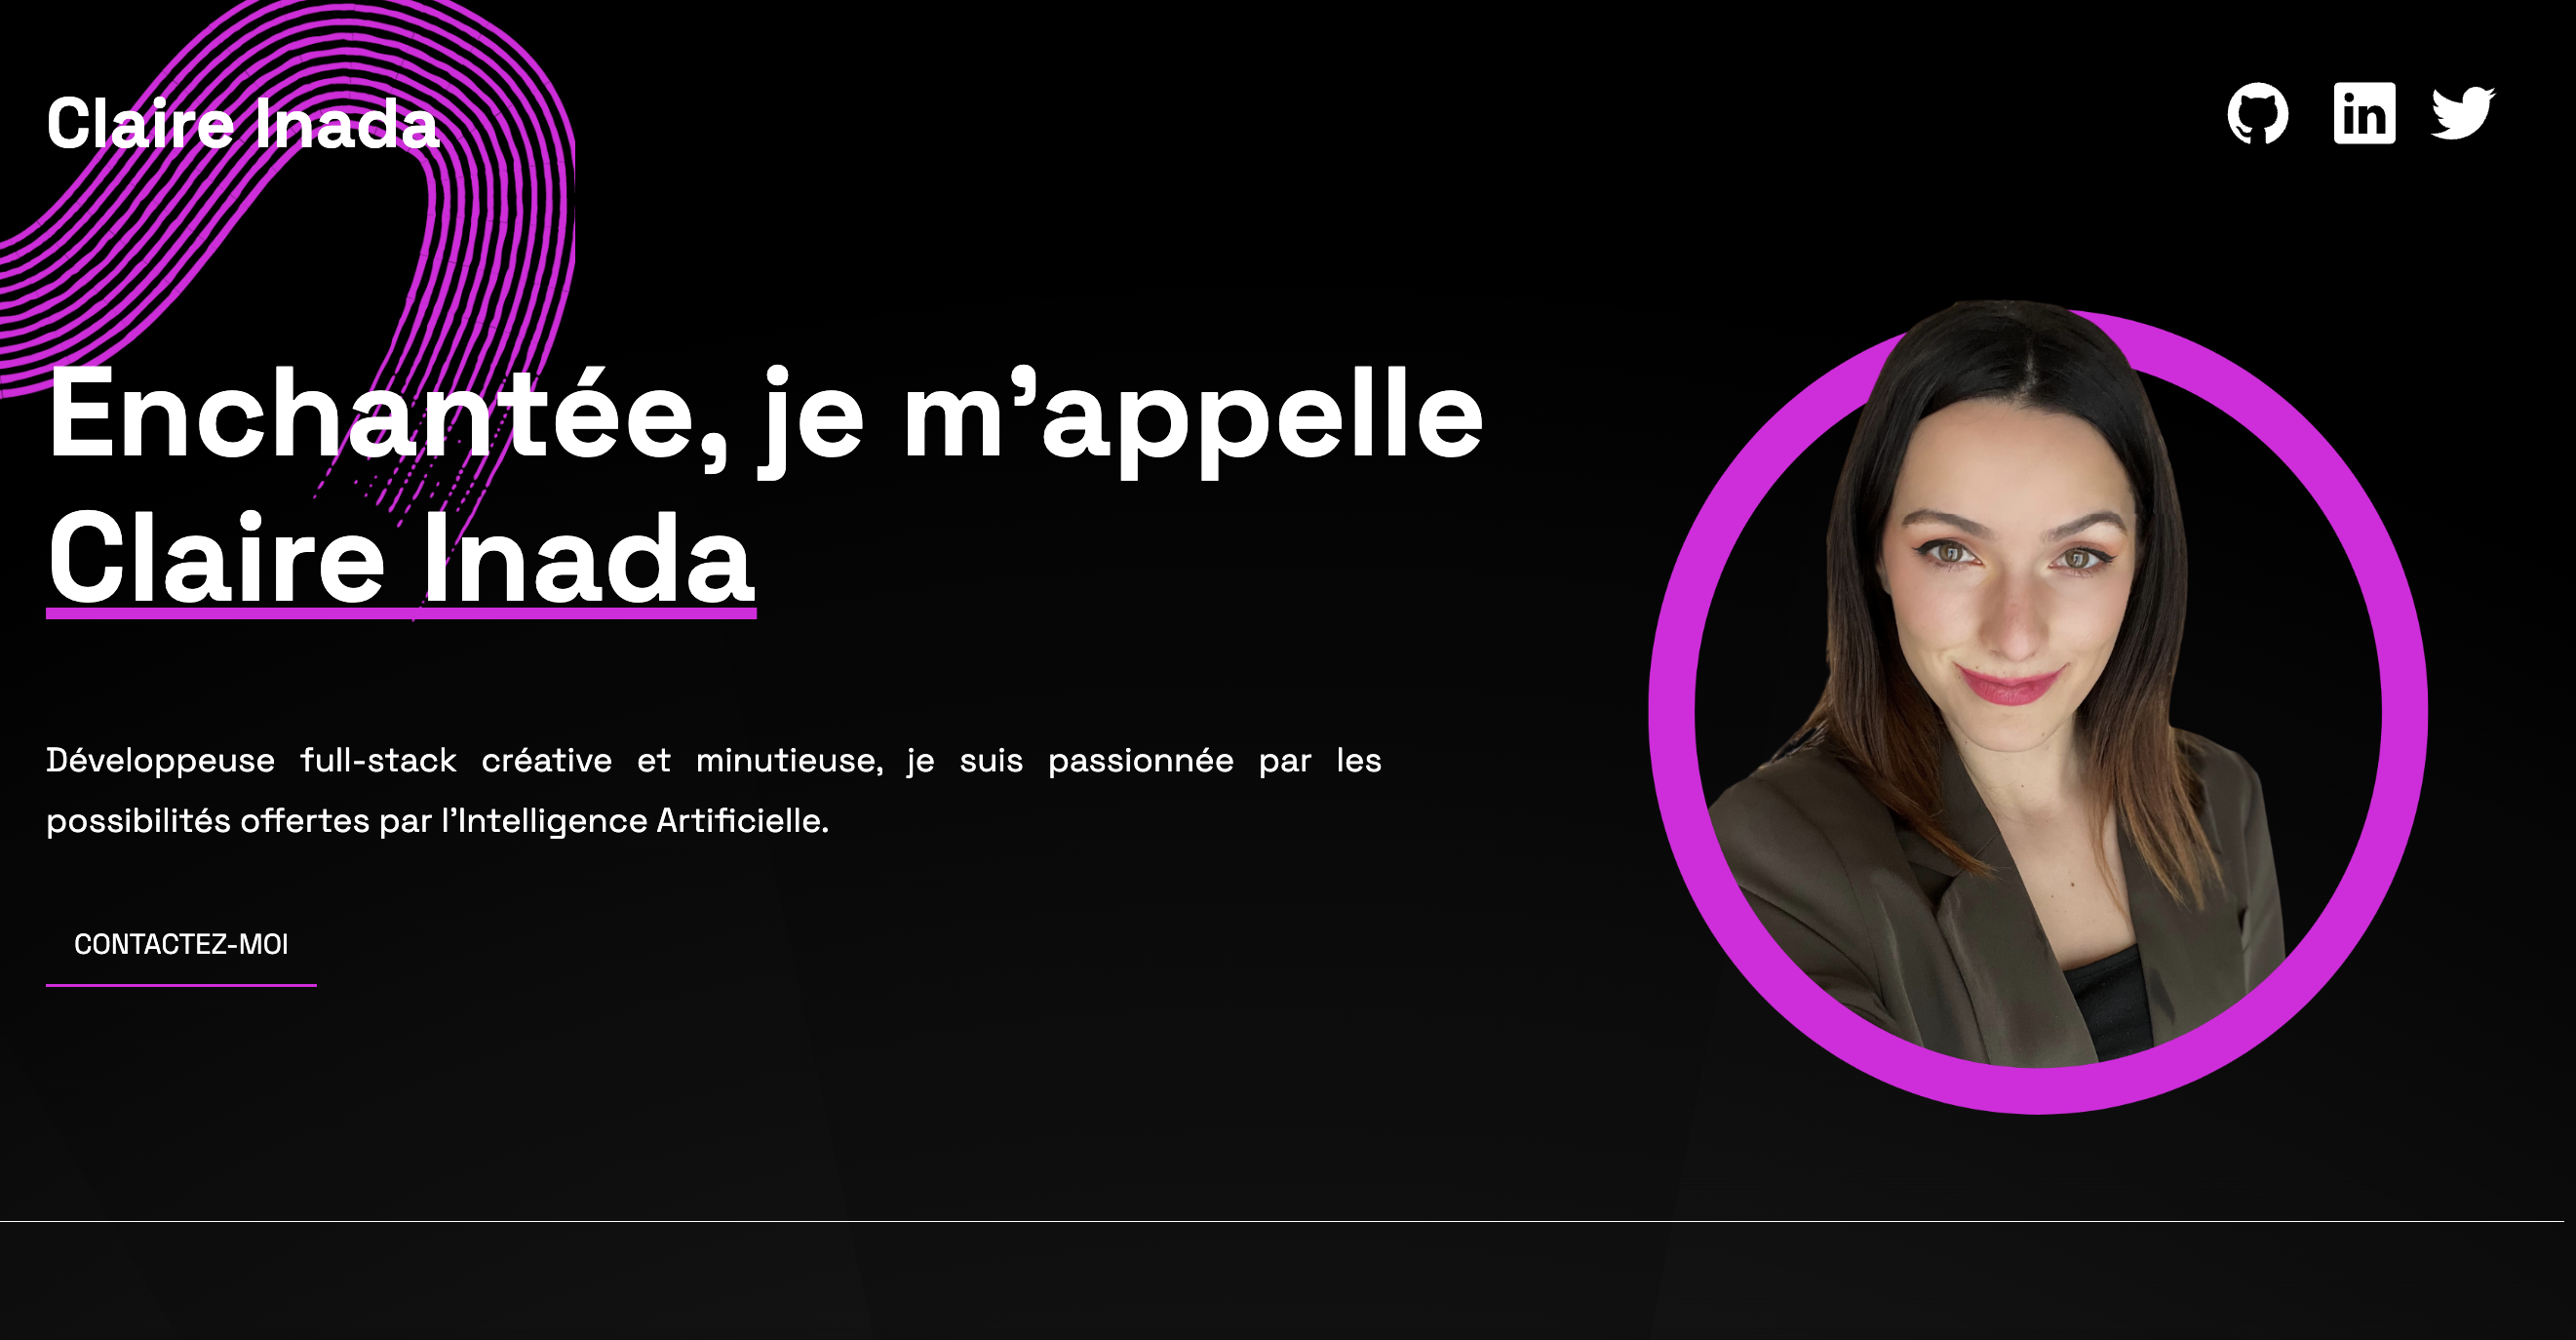 Claire Inada
Enchantée, je m’appelle
Claire Inada
Développeuse full-stack créative et minutieuse, je suis passionnée par les
possibilités offertes par l’Intelligence Artificielle.
CONTACTEZ-MOI